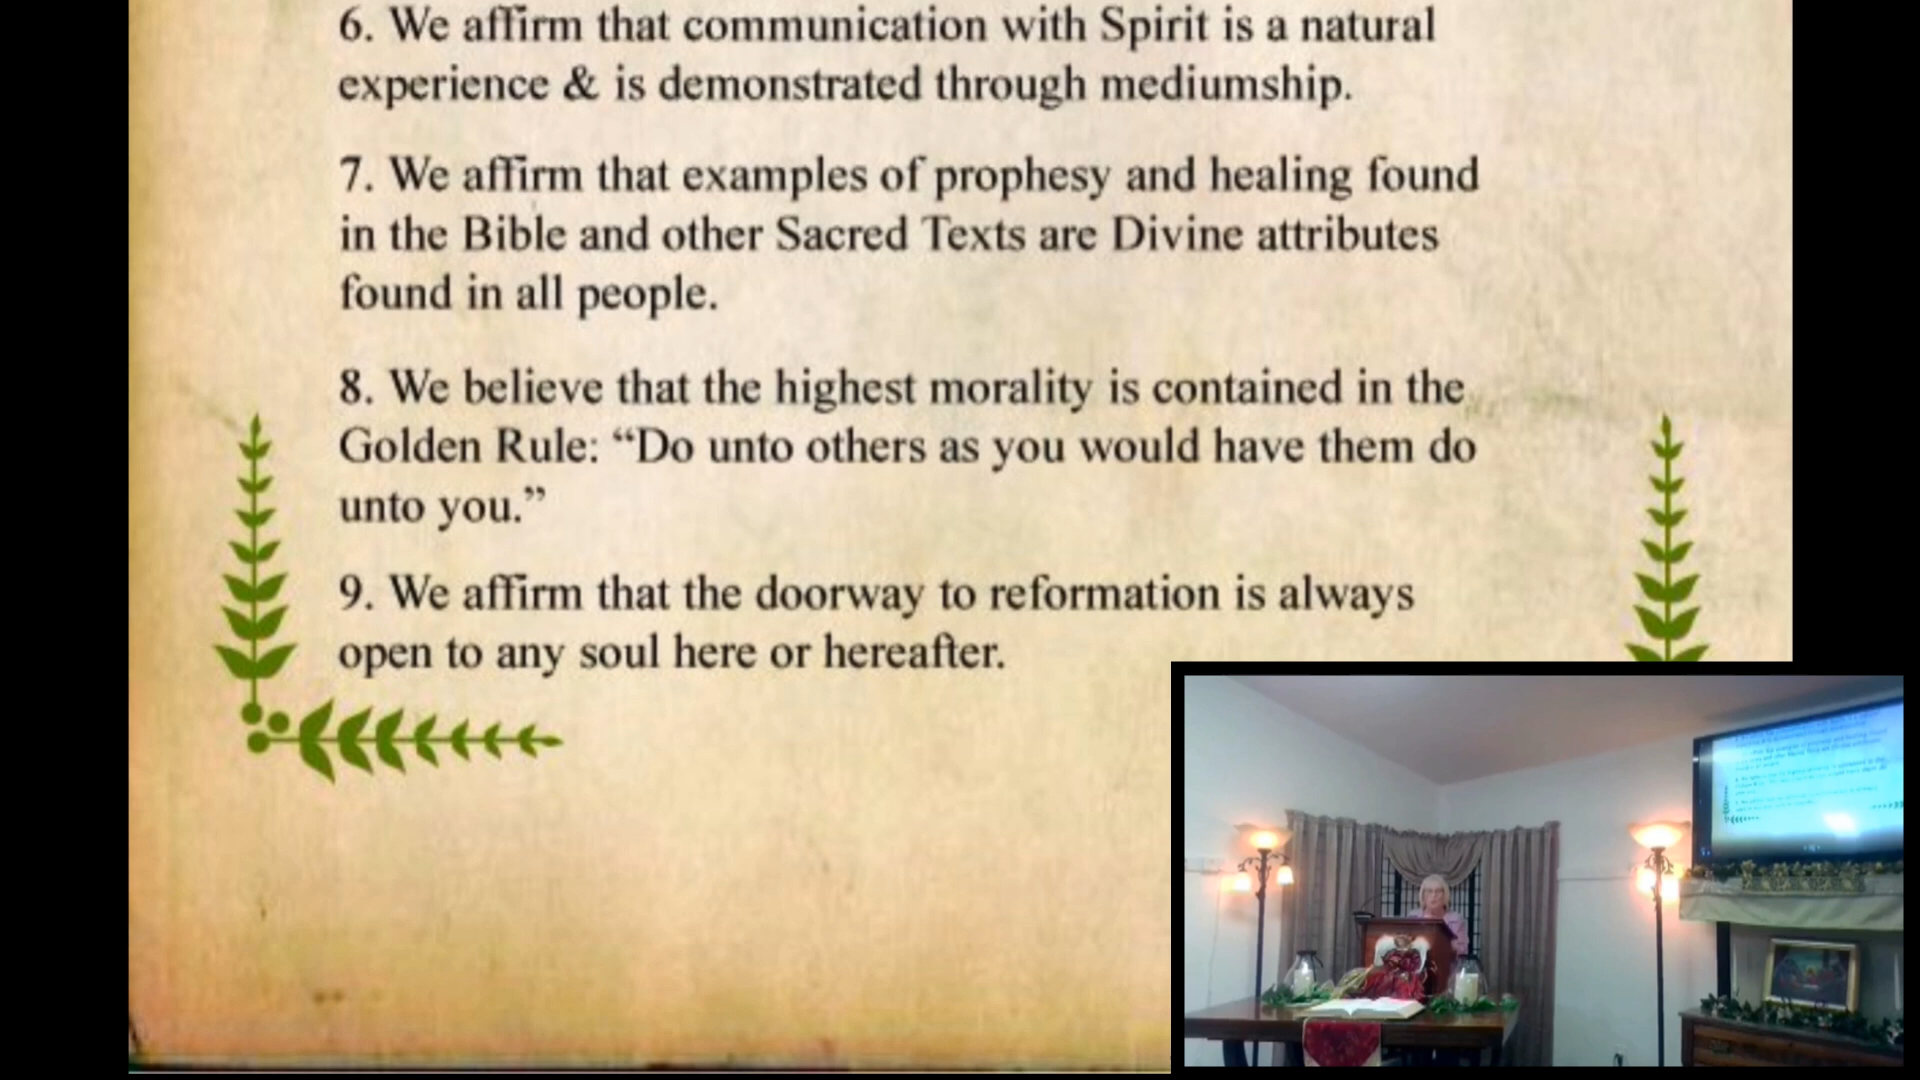 6. We affirm that communication with Spirit is a natural
experience & is demonstrated through mediumship.
7. We affirm that examples of prophesy and healing found
in the Bible and other Sacred Texts are Divine attributes
found in all people.
8. We believe that the highest morality is contained in the
Golden Rule: “Do unto others as you would have them do
unto you.”
9. We affirm that the doorway to reformation is always
open to any soul here or hereafter.